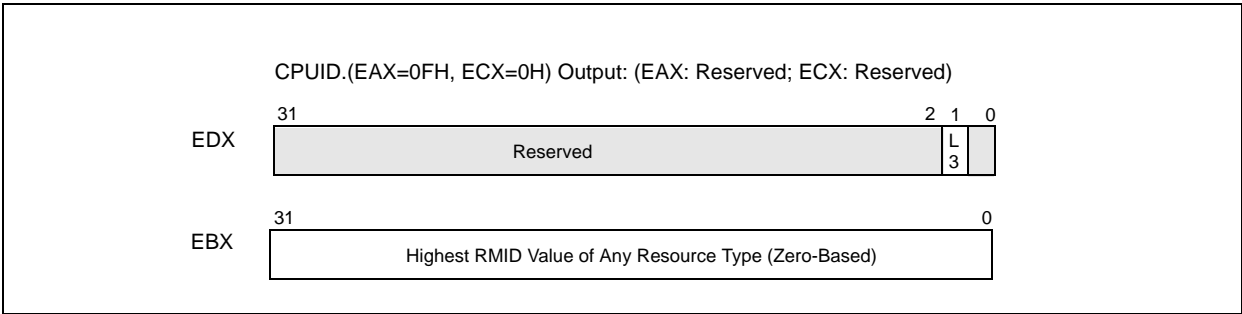 CPUID.(EAX=0FH, ECX=0H) Output: (EAX: Reserved; ECX: Reserved)
31 2 1 0
EDX Reserved L3
31 0
EBX Highest RMID Value of Any Resource Type (Zero-Based)